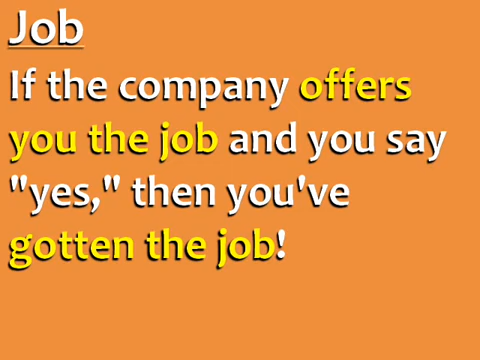 Job
If the company offers
you the job and you say
"yes," then you've
gotten the job!